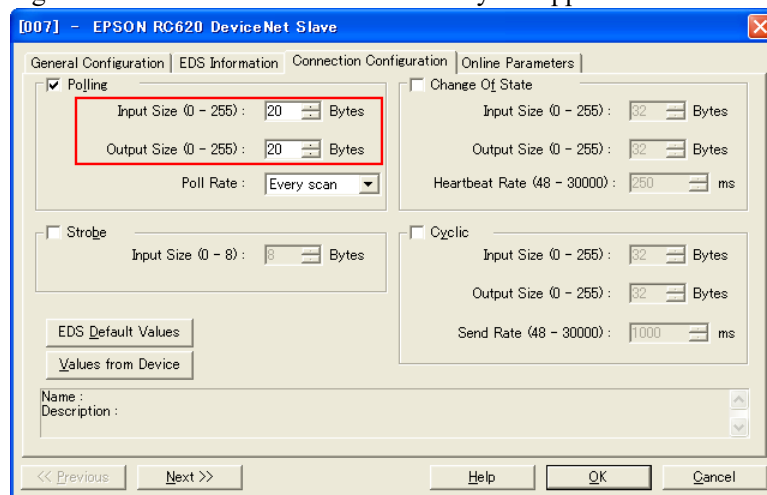 [007] - EPSON RC620 DeviceNet Slave
General Configuration EDS Information Connection Configuration Online Parameters
Polling
Input Size (0 - 255) : 20 Bytes
Output Size (0 - 255) : 20 Bytes
Poll Rate : Every scan
Change Of State
Input Size (0 - 255) : 32 Bytes
Output Size (0 - 255) : 32 Bytes
Heartbeat Rate (48 - 30000) : 250 ms
Strobe
Input Size (0 - 8) : 8 Bytes
Cyclic
Input Size (0 - 255) : 32 Bytes
Output Size (0 - 255) : 32 Bytes
Send Rate (48 - 30000) : 1000 ms
EDS Default Values
Values from Device
Name :
Description :
<< Previous Next >> Help OK Cancel